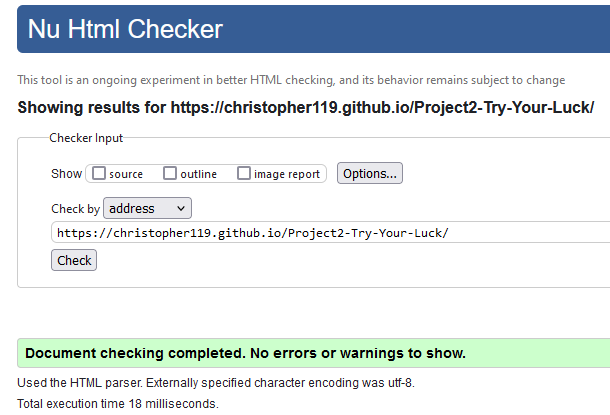 Nu Html Checker
This tool is an ongoing experiment in better HTML checking, and its behavior remains subject to change
Showing results for https://christopher119.github.io/Project2-Try-Your-Luck/
Checker Input
Show source outline image report Options...
Check by address
https://christopher119.github.io/Project2-Try-Your-Luck/
Check
Document checking completed. No errors or warnings to show.
Used the HTML parser. Externally specified character encoding was utf-8.
Total execution time 18 milliseconds.